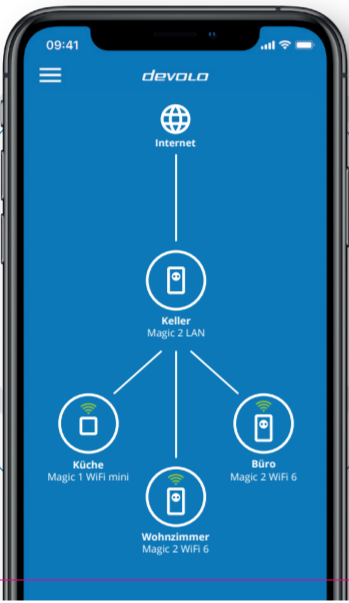 09:41
devolo
Internet
Keller
Magic 2 LAN
Küche
Magic 1 WiFi mini
Büro
Magic 2 WiFi 6
Wohnzimmer
Magic 2 WiFi 6